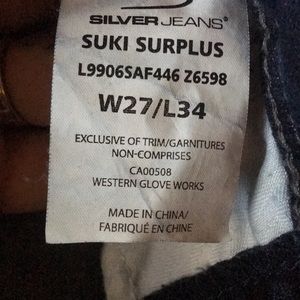 SILVER JEANS®
SUKI SURPLUS
L9906SAF446 Z6598
W27/L34
EXCLUSIVE OF TRIM/GARNITURES
NON-COMPRISES
CA00508
WESTERN GLOVE WORKS
MADE IN CHINA/
FABRIQUÉ EN CHINE